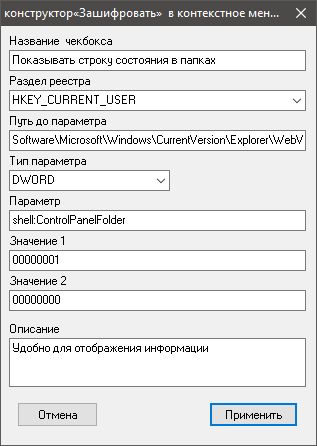 конструктор«Зашифровать» в контекстное мен...
Название чекбокса
Показывать строку состояния в папках
Раздел реестра
HKEY_CURRENT_USER
Путь до параметра
Software\Microsoft\Windows\CurrentVersion\Explorer\WebV
Тип параметра
DWORD
Параметр
shell:ControlPanelFolder
Значение 1
00000001
Значение 2
00000000
Описание
Удобно для отображения информации
Отмена
Применить